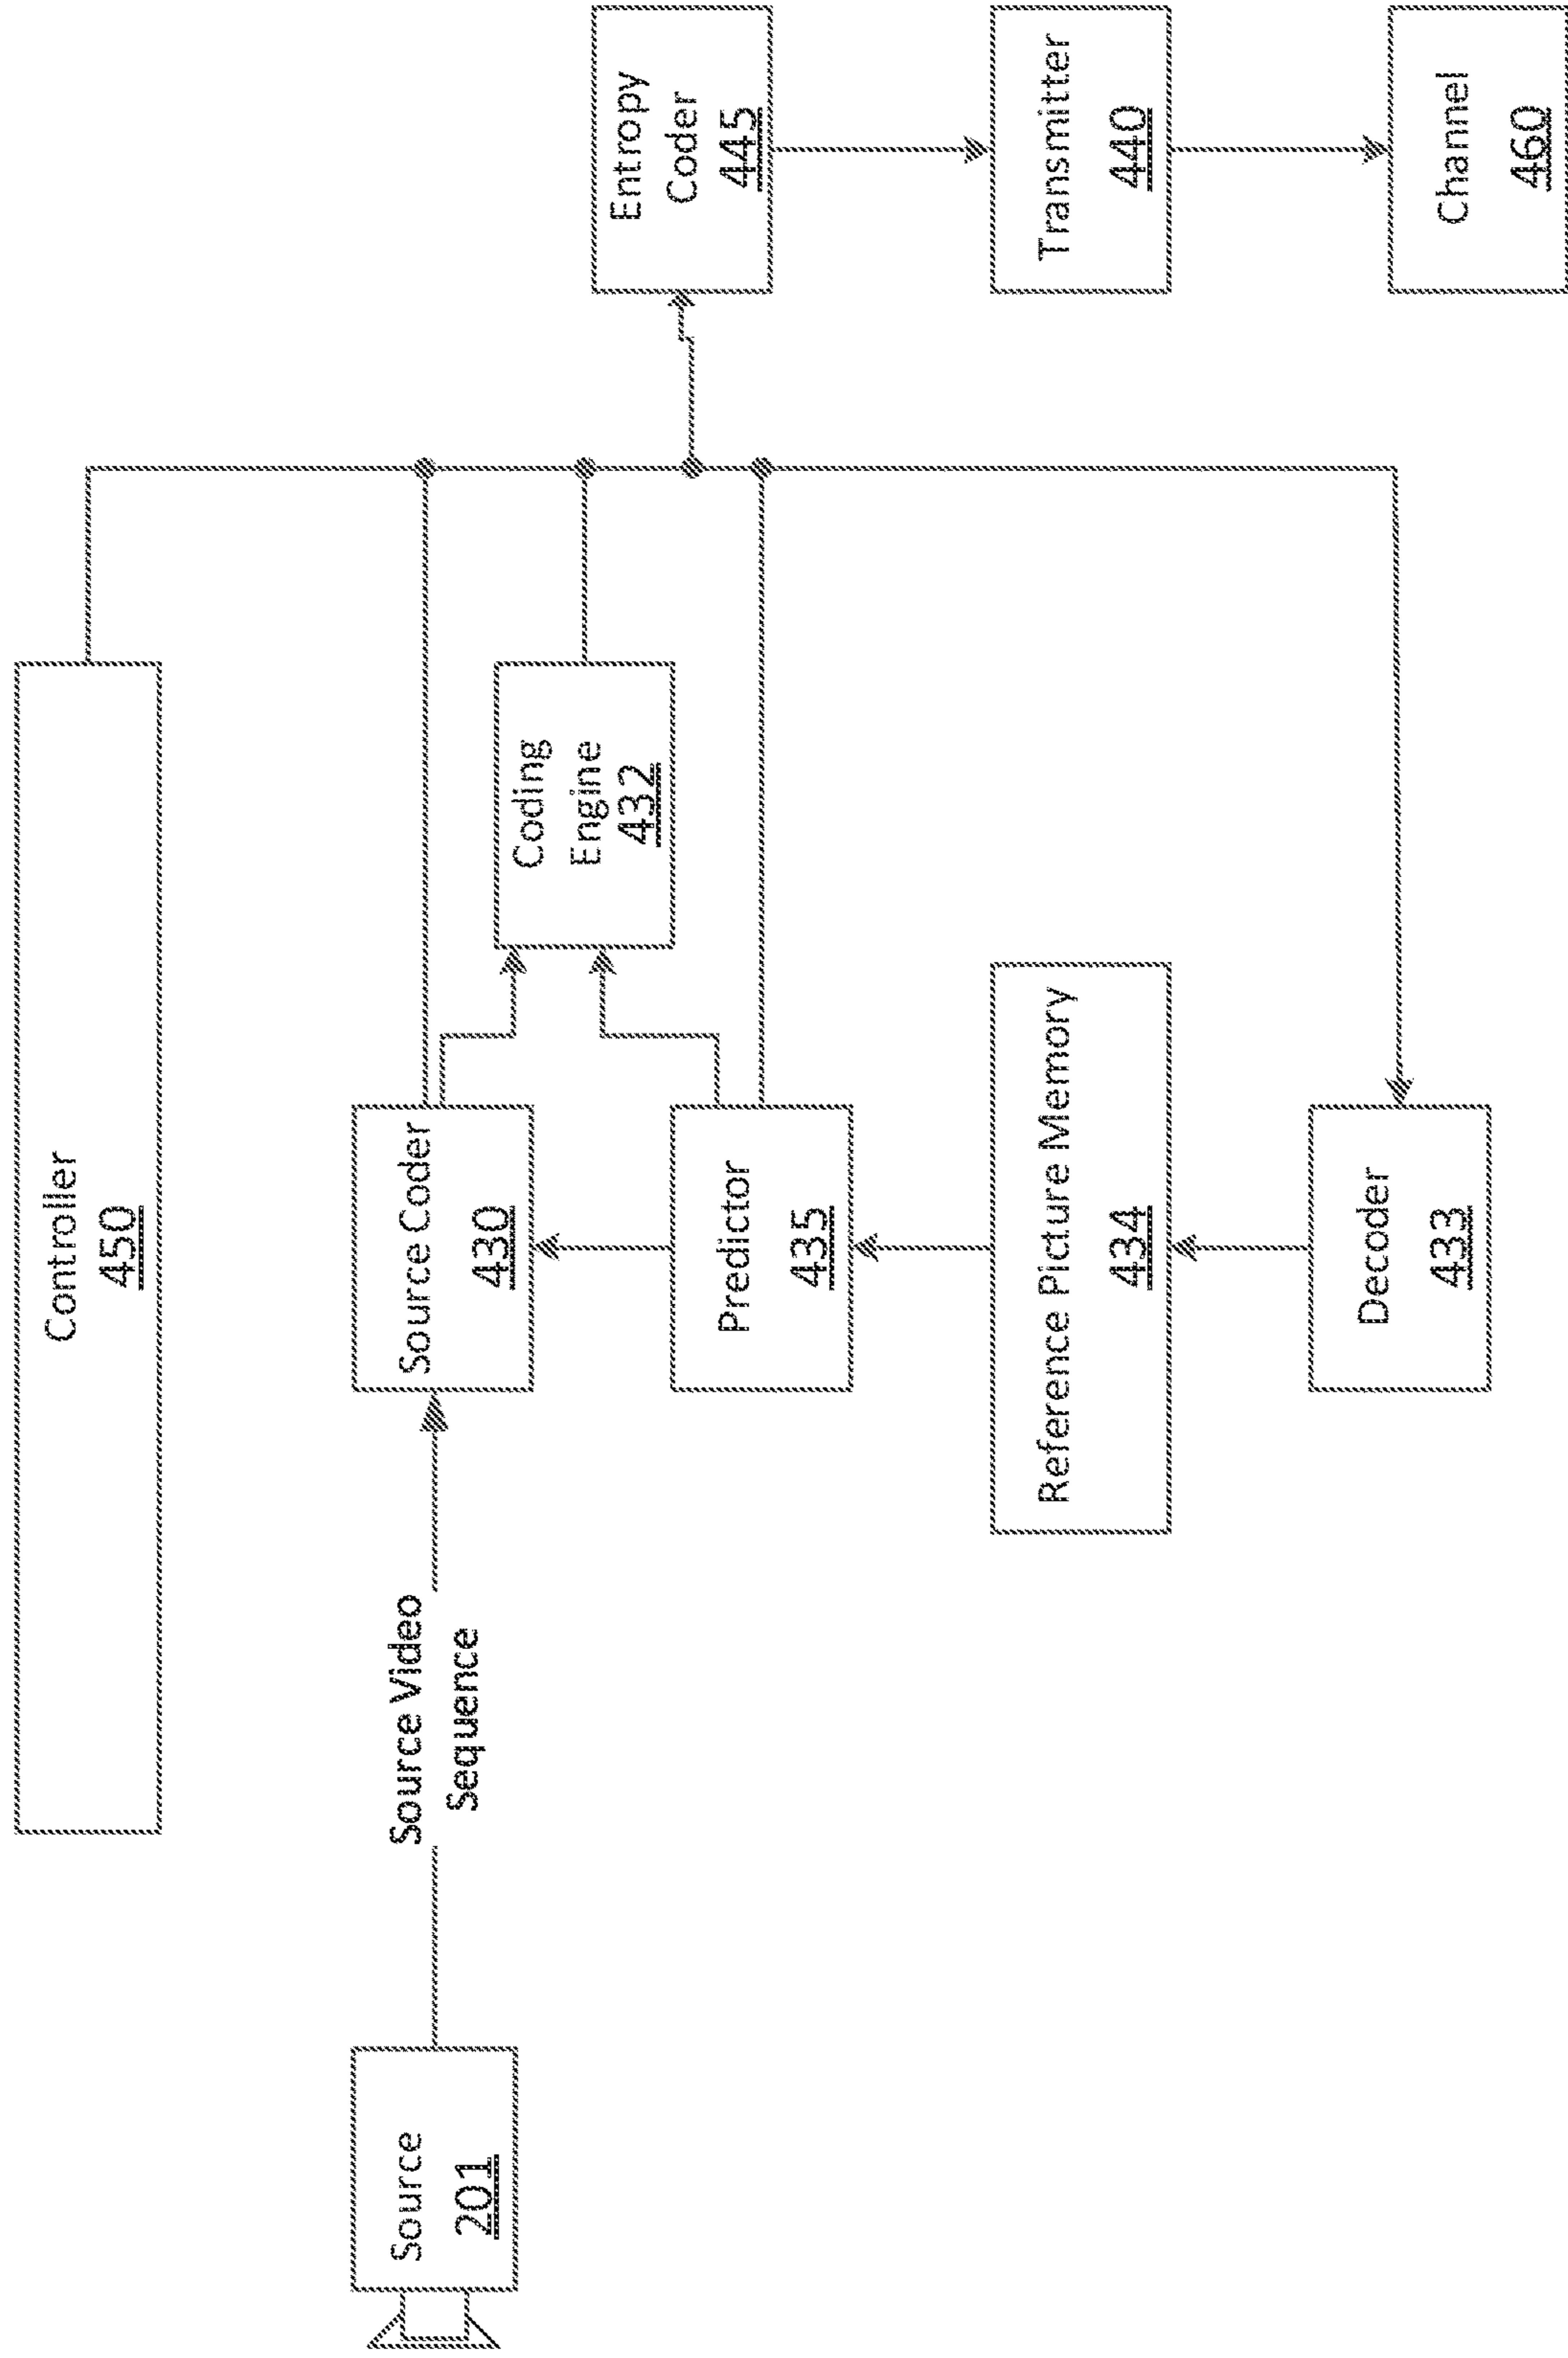 Controller
450
Source
201
Source Video
Sequence
Source Coder
430
Coding
Engine
432
Predictor
435
Reference Picture Memory
434
Decoder
433
Entropy
Coder
445
Transmitter
440
Channel
460